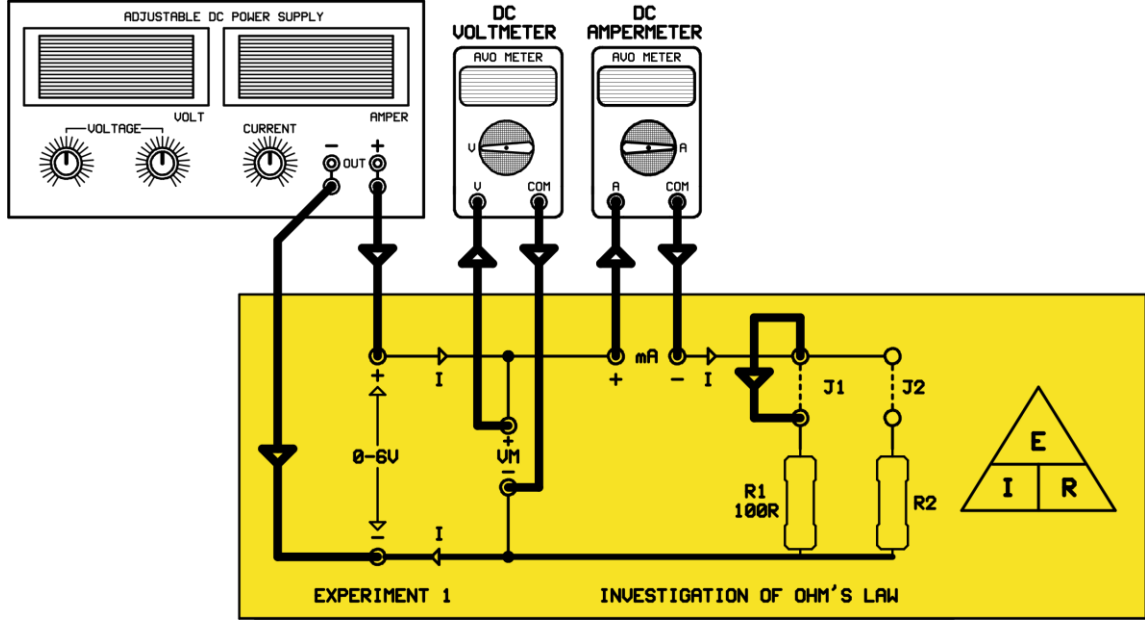 ADJUSTABLE DC POWER SUPPLY
VOLT
AMPER
VOLTAGE
CURRENT
- +
OUT
DC
VOLTMETER
AVO METER
V
V COM
DC
AMPERMETER
AVO METER
A
A COM
+
I
0-6V
-
I
+
VM
-
+ mA - I
J1
J2
R1
100R
R2
E
I R
EXPERIMENT 1
INVESTIGATION OF OHM'S LAW